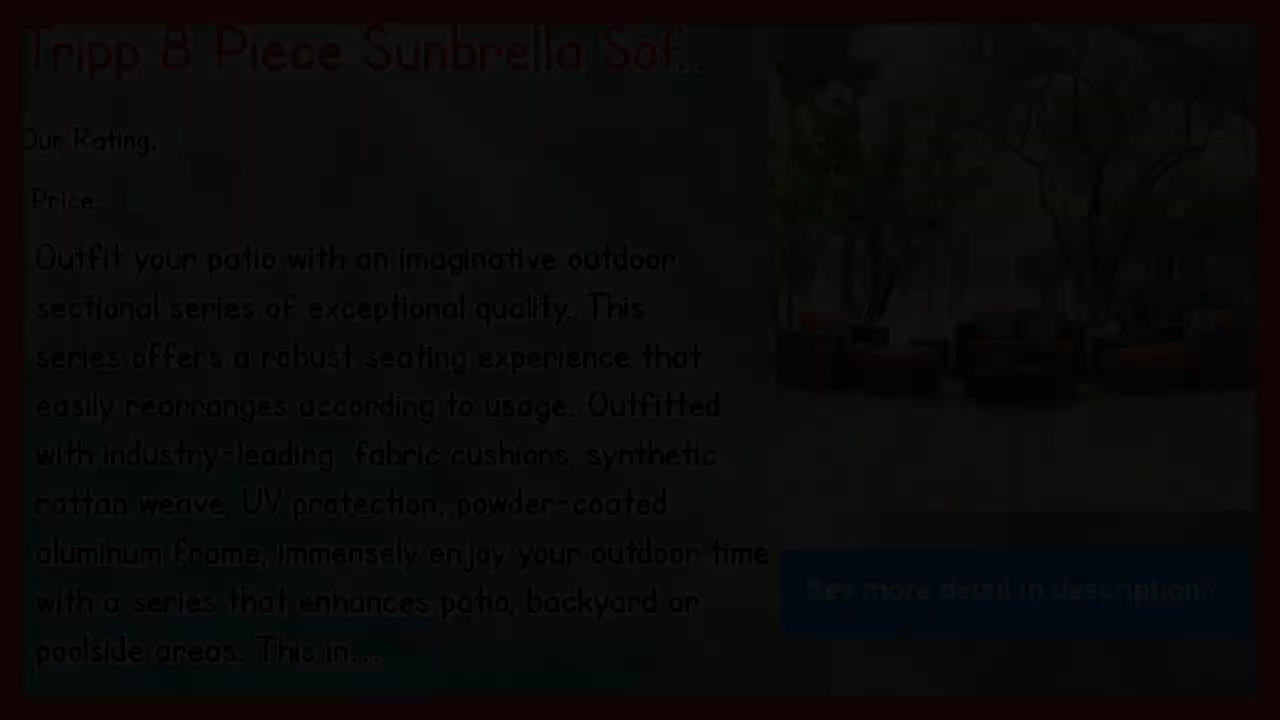 Tripp 8 Piece Sunbrella Sof...
Our Rating:
Price:
Outfit your patio with an imaginative outdoor
sectional series of exceptional quality. This
series offers a robust seating experience that
easily rearranges according to usage. Outfitted
with industry-leading fabric cushions, synthetic
rattan weave, UV protection, powder-coated
aluminum frame, immensely enjoy your outdoor time
with a series that enhances patio, backyard or
poolside areas. This in...
See more detail in description!!